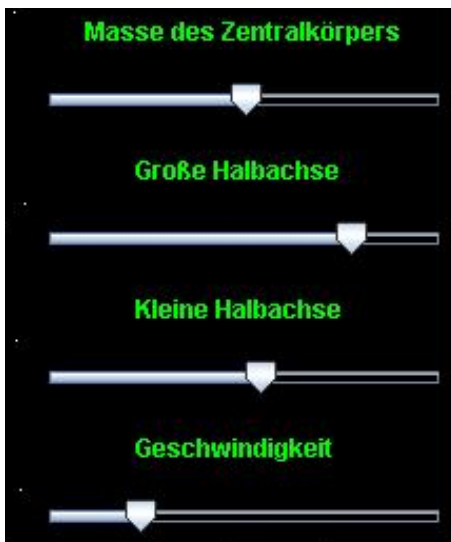 Masse des Zentralkörpers
Große Halbachse
Kleine Halbachse
Geschwindigkeit